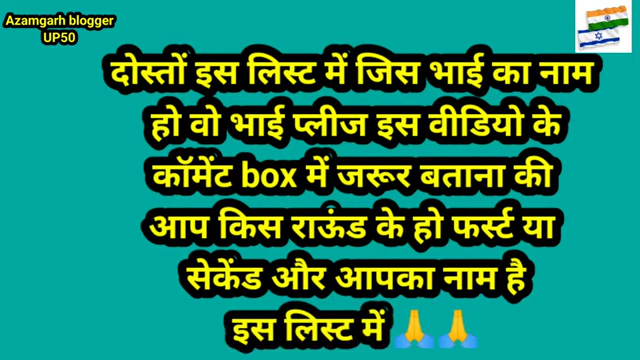 Azamgarh blogger
UP50
दोस्तों इस लिस्ट में जिस भाई का नाम
हो वो भाई प्लीज इस वीडियो के
कॉमेंट box में जरूर बताना की
आप किस राऊंड के हो फर्स्ट या
सेकेंड और आपका नाम है
इस लिस्ट में 🙏🙏